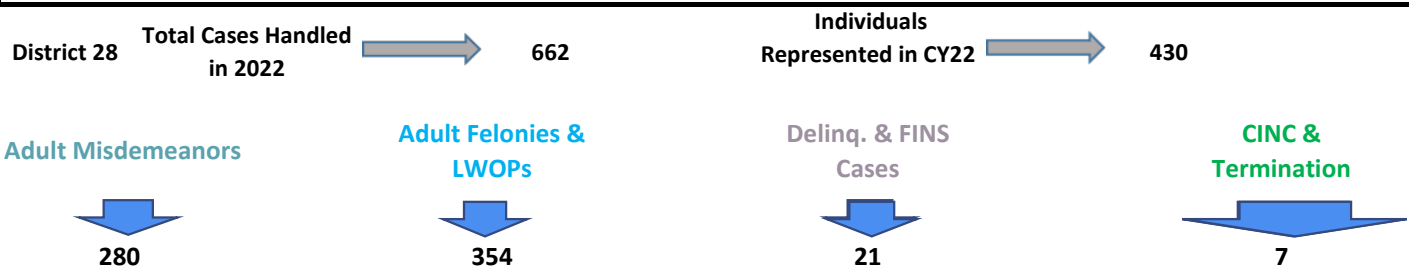 District 28
Total Cases Handled
in 2022
662
Individuals
Represented in CY22
430
Adult Misdemeanors
Adult Felonies &
LWOPs
Delinq. & FINS
Cases
CINC &
Termination
280
354
21
7